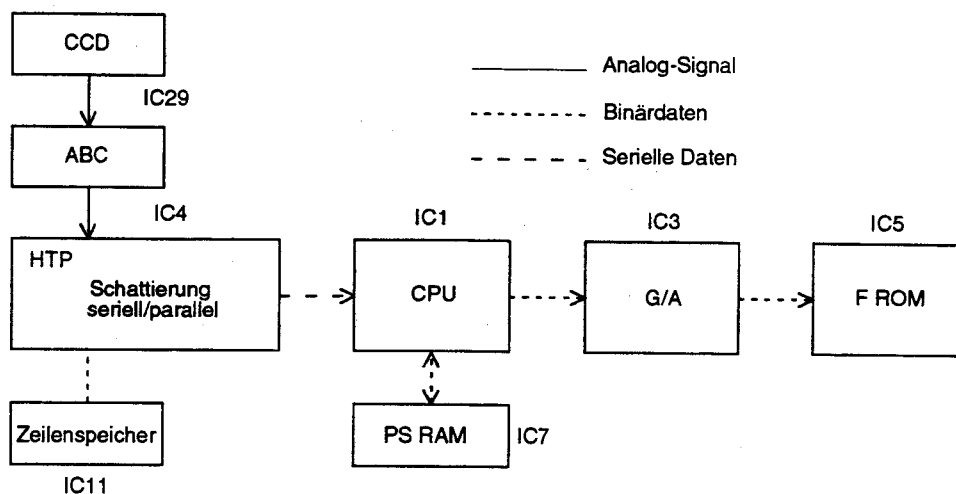 CCD
IC29
ABC
IC4
HTP
Schattierung
seriell/parallel
Zeilenspeicher
IC11
Analog-Signal
Binärdaten
Serielle Daten
IC1
CPU
PS RAM
IC7
IC3
G/A
IC5
F ROM